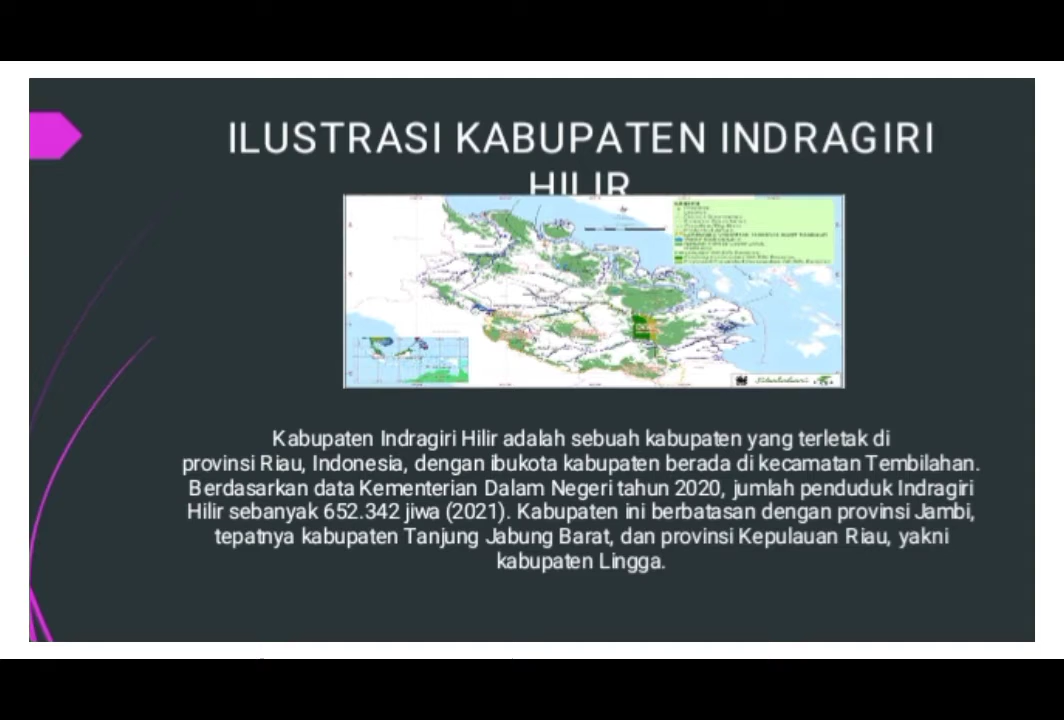 ILUSTRASI KABUPATEN INDRAGIRI
HILIR
Kabupaten Indragiri Hilir adalah sebuah kabupaten yang terletak di
provinsi Riau, Indonesia, dengan ibukota kabupaten berada di kecamatan Tembilahan.
Berdasarkan data Kementerian Dalam Negeri tahun 2020, jumlah penduduk Indragiri
Hilir sebanyak 652.342 jiwa (2021). Kabupaten ini berbatasan dengan provinsi Jambi,
tepatnya kabupaten Tanjung Jabung Barat, dan provinsi Kepulauan Riau, yakni
kabupaten Lingga.